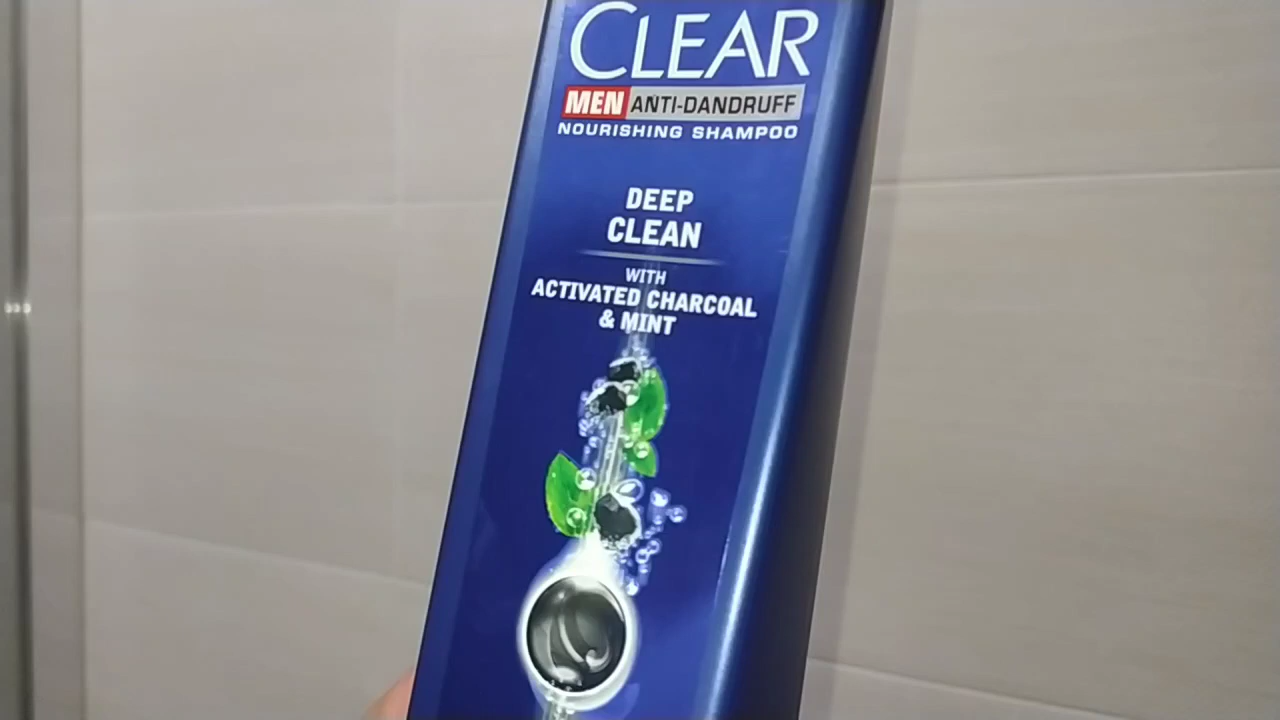 CLEAR
MEN ANTI-DANDRUFF
NOURISHING SHAMPOO
DEEP
CLEAN
WITH
ACTIVATED CHARCOAL
& MINT